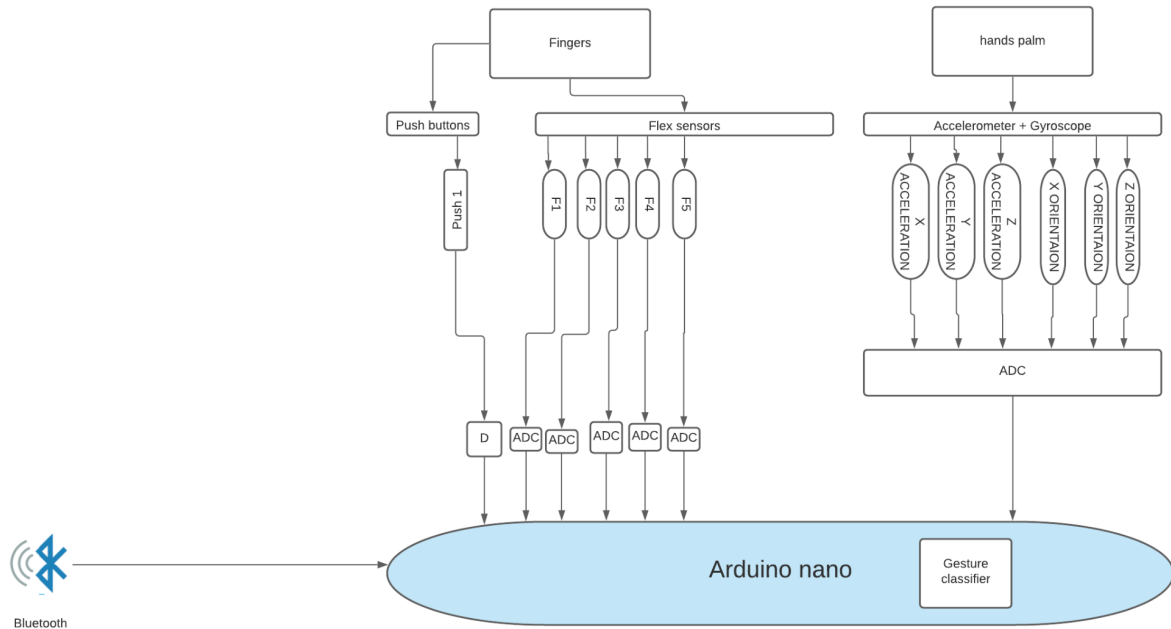 Fingers
hands palm
Push buttons
Flex sensors
Accelerometer + Gyroscope
Push 1
F1
F2
F3
F4
F5
X
ACCELERATION
Y
ACCELERATION
Z
ACCELERATION
X ORIENTAION
Y ORIENTAION
Z ORIENTAION
ADC
D
ADC
ADC
ADC
ADC
ADC
Arduino nano
Gesture
classifier
Bluetooth